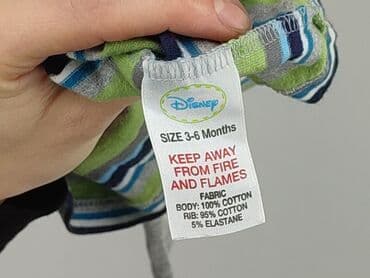 Disney
SIZE 3-6 Months
KEEP AWAY
FROM FIRE
AND FLAMES
FABRIC
BODY: 100% COTTON
RIB: 95% COTTON
5% ELASTANE